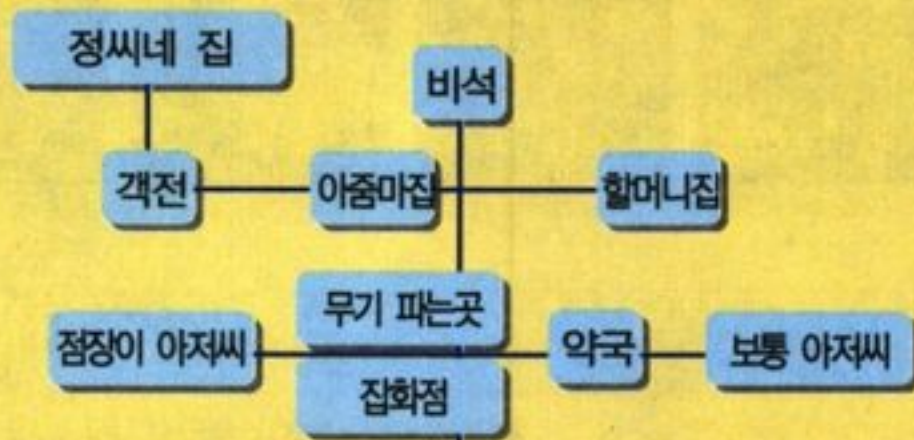 정씨네 집
비석
객전
아줌마집
할머니집
무기 파는곳
점장이 아저씨
약국
보통 아저씨
집화점